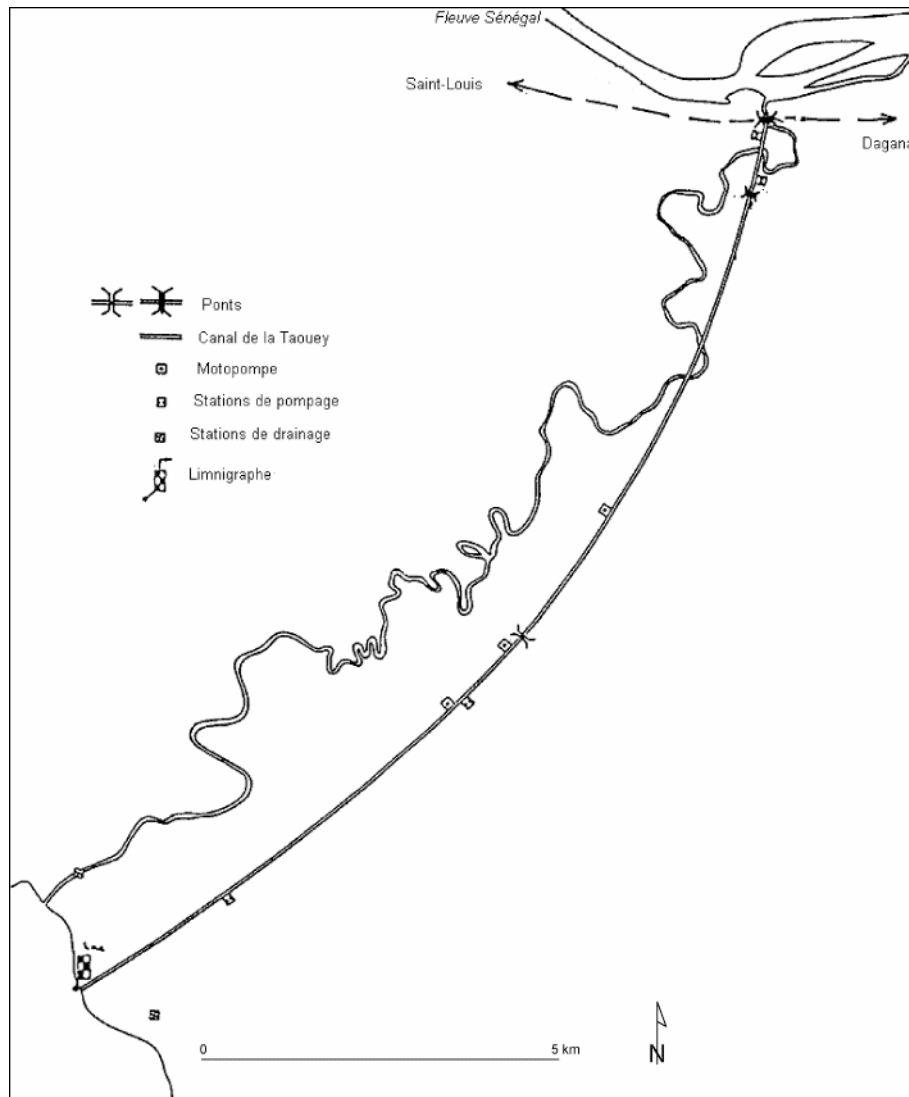 Fleuve Sénégal
Saint-Louis
Dagana
Ponts
Canal de la Taouey
Motopompe
Stations de pompage
Stations de drainage
Limnigraphe
0 5 km
N